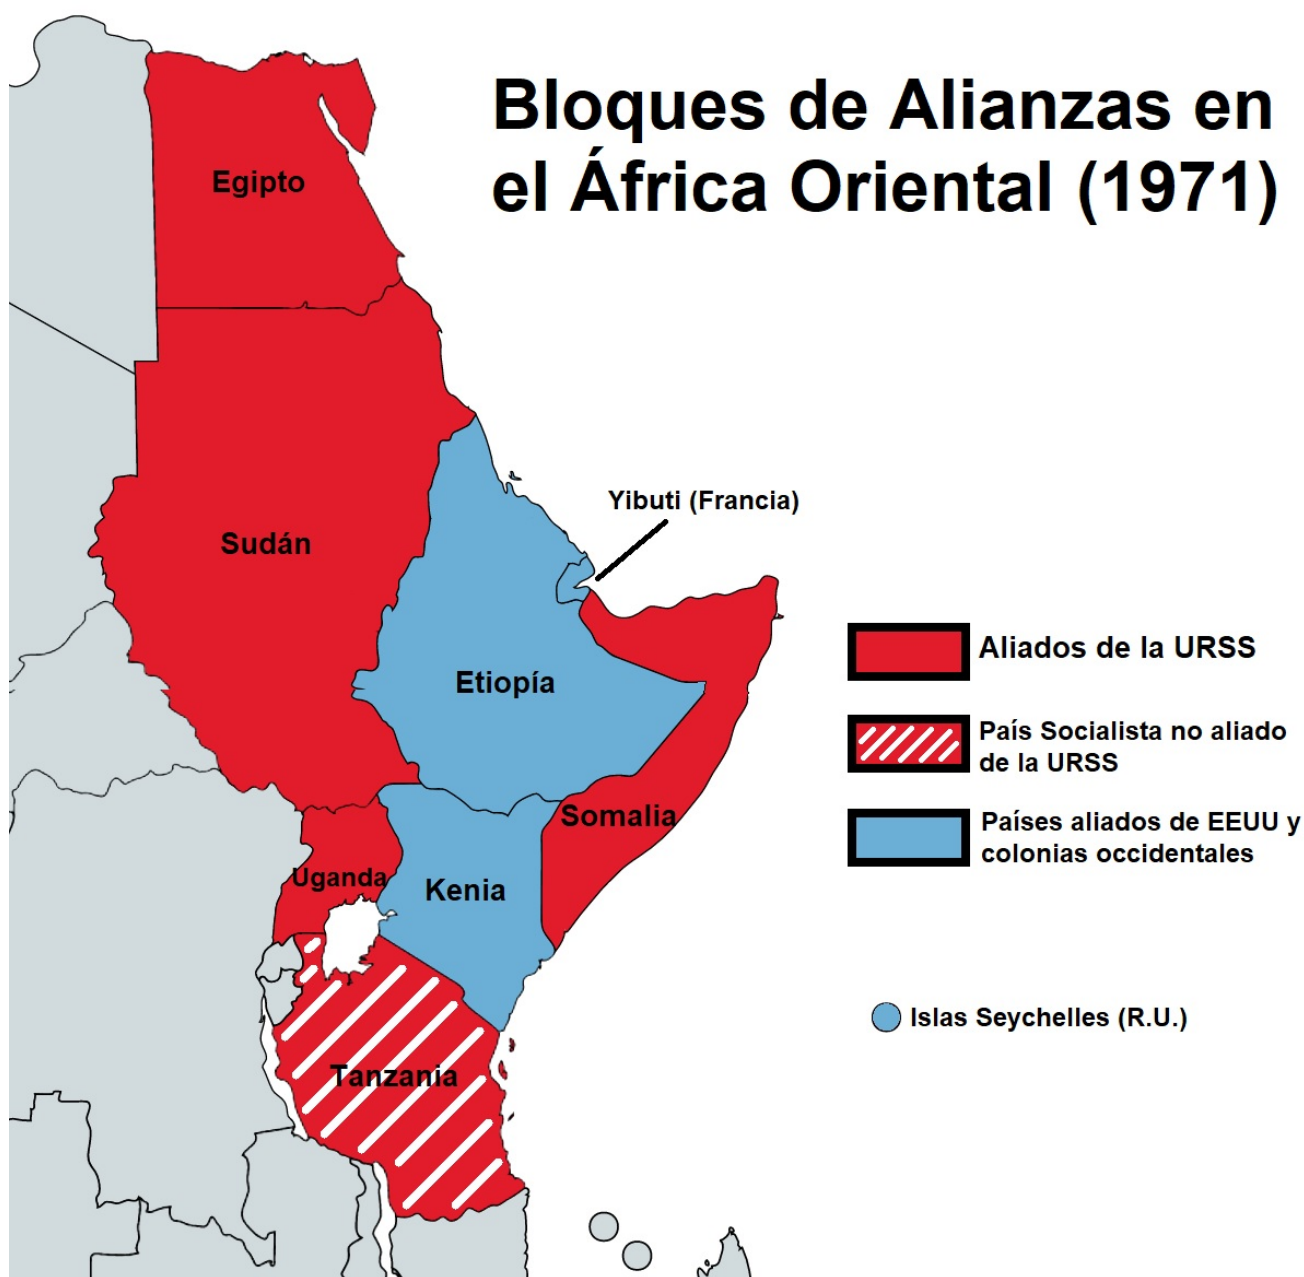 Bloques de Alianzas en
el África Oriental (1971)
Egipto
Yibuti (Francia)
Sudán
Etiopía
Aliados de la URSS
País Socialista no aliado
de la URSS
Somalia
Países aliados de EEUU y
colonias occidentales
Uganda
Kenia
Islas Seychelles (R.U.)
Tanzania